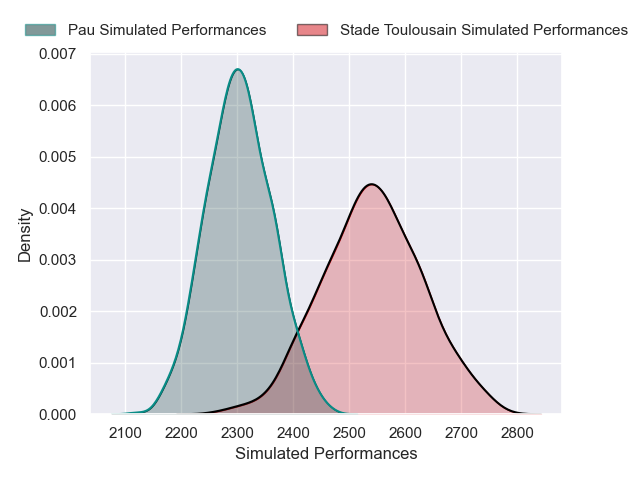 Pau Simulated Performances
Stade Toulousain Simulated Performances
0.007
0.006
0.005
0.004
0.003
0.002
0.001
0.000
Density
2100 2200 2300 2400 2500 2600 2700 2800
Simulated Performances